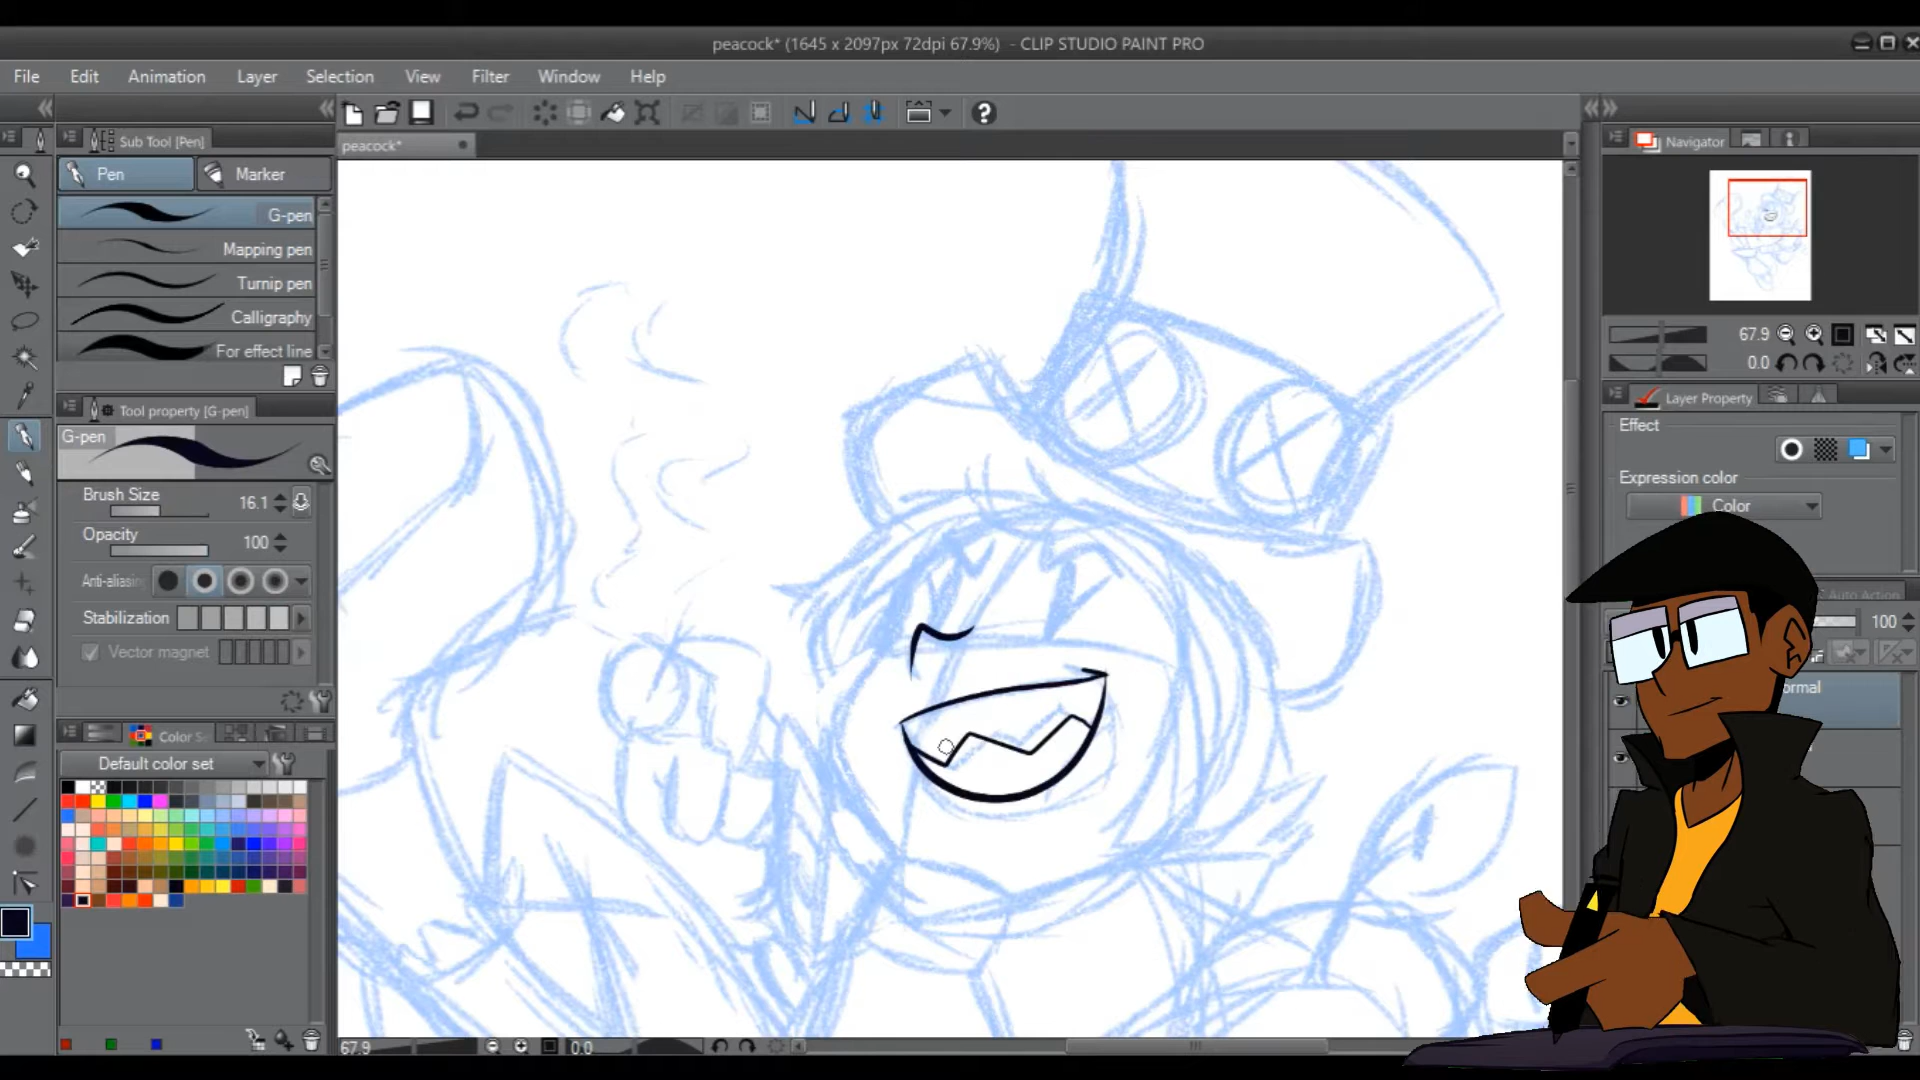 peacock* (1645 x 2097px 72dpi 67.9%) - CLIP STUDIO PAINT PRO
File Edit Animation Layer Selection View Filter Window Help
Sub Tool [Pen]
peacock*
Navigator
Pen Marker
G-pen
Mapping pen
Turnip pen
Calligraphy
For effect line
67.9
0.0
Tool property [G-pen]
Layer Property
G-pen
Effect
Expression color
Color
Brush Size 16.1
Opacity 100
Anti-aliasing
Stabilization
Vector magnet
Auto Action
100
Color
Default color set
67.9 0.0